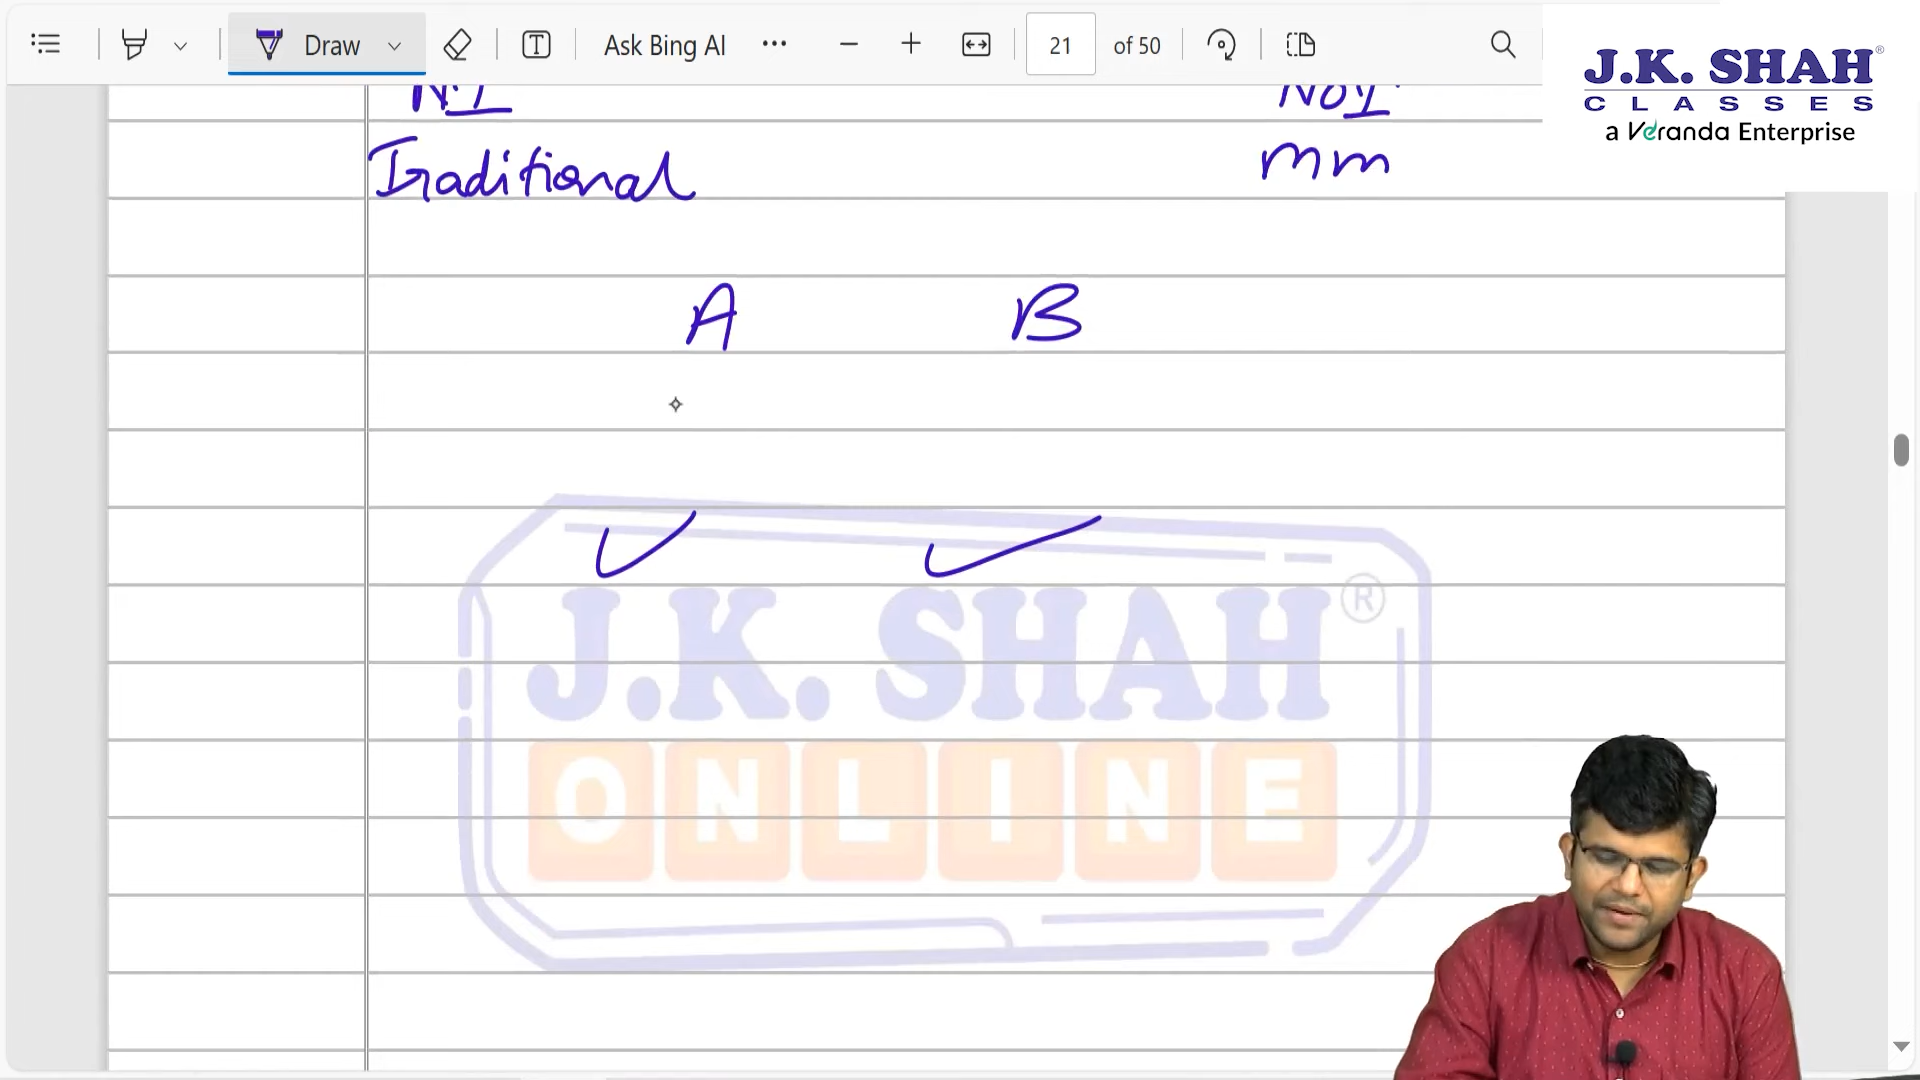 Draw
Ask Bing AI
21 of 50
J.K. SHAH®
CLASSES
a Veranda Enterprise
Traditional mm
A B
J.K. SHAH®
ONLINE